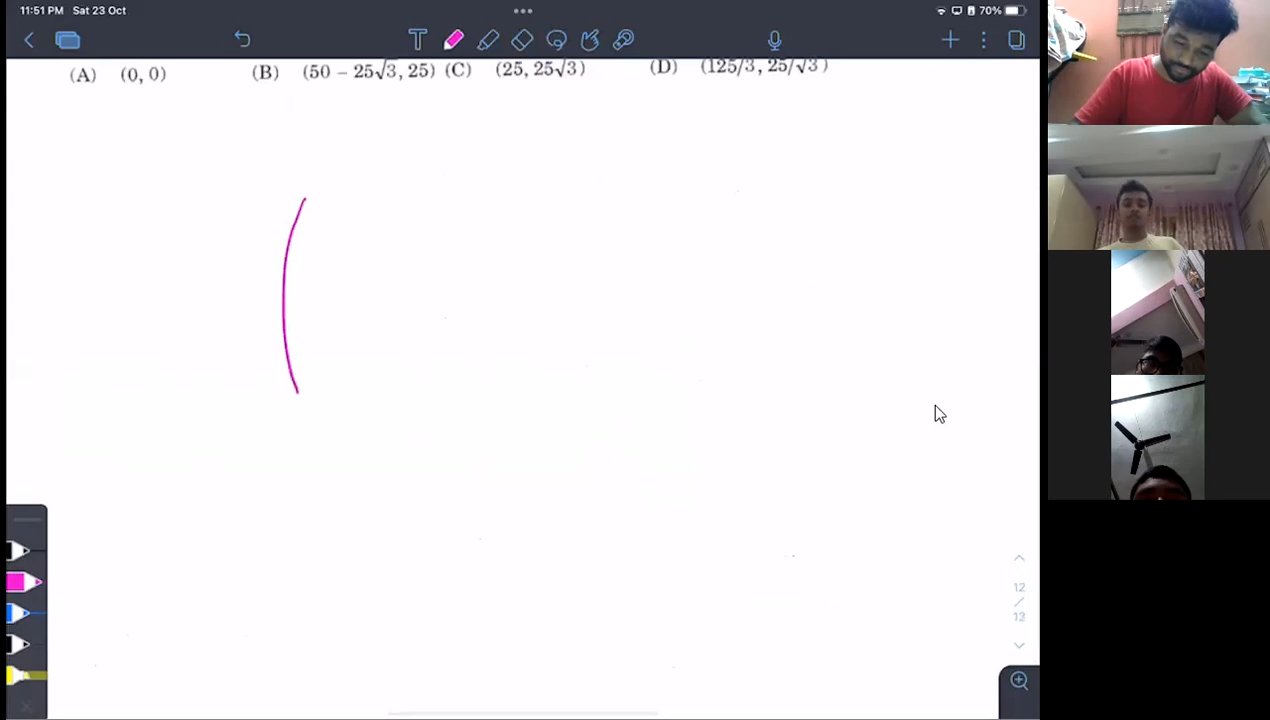 11:51 PM Sat 23 Oct
70%
T
(A) (0, 0) (B) (50 – 25√3, 25) (C) (25, 25√3) (D) (125/3, 25/√3)
12
/
13